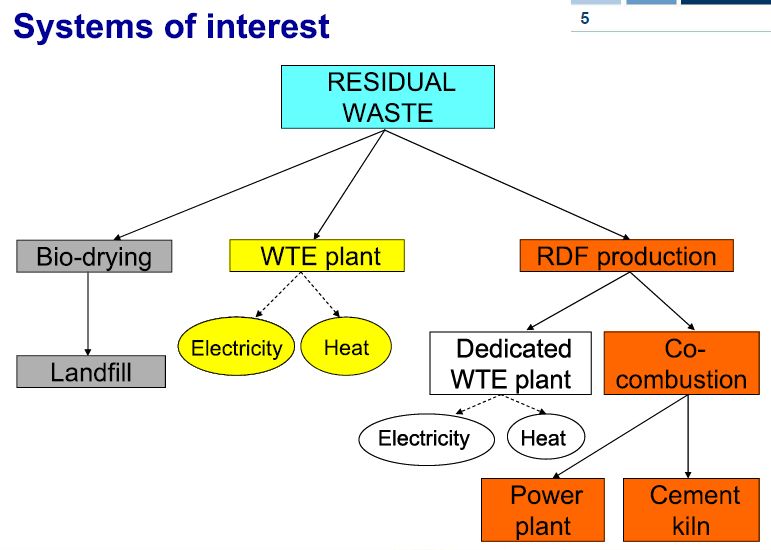 Systems of interest
5
RESIDUAL
WASTE
Bio-drying
WTE plant
RDF production
Electricity
Heat
Landfill
Dedicated
WTE plant
Co-
combustion
Electricity
Heat
Power
plant
Cement
kiln